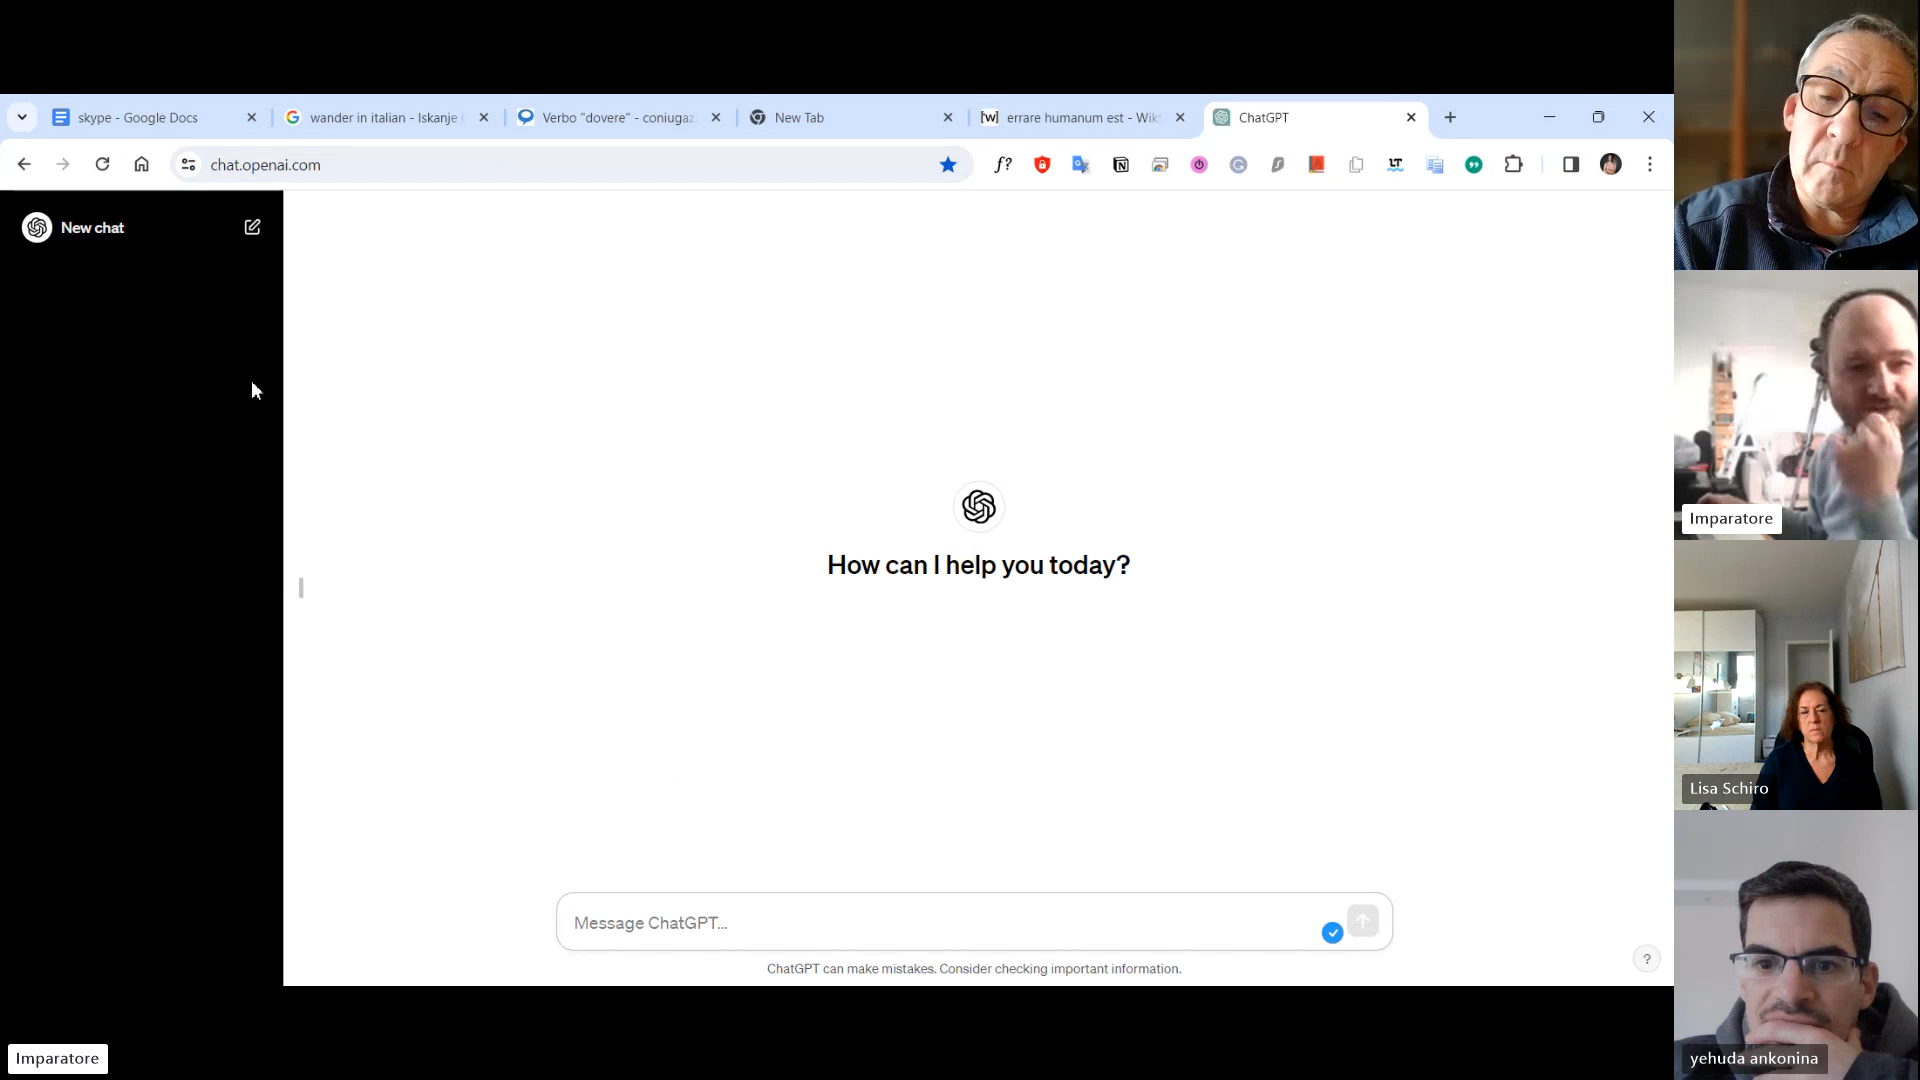 skype - Google Docs
wander in italian - Iskanje
Verbo "dovere" - coniugaz
New Tab
[w] errare humanum est - Wikt
ChatGPT
chat.openai.com
New chat
How can I help you today?
Message ChatGPT...
ChatGPT can make mistakes. Consider checking important information.
?
Imparatore
Imparatore
Lisa Schiro
yehuda ankonina